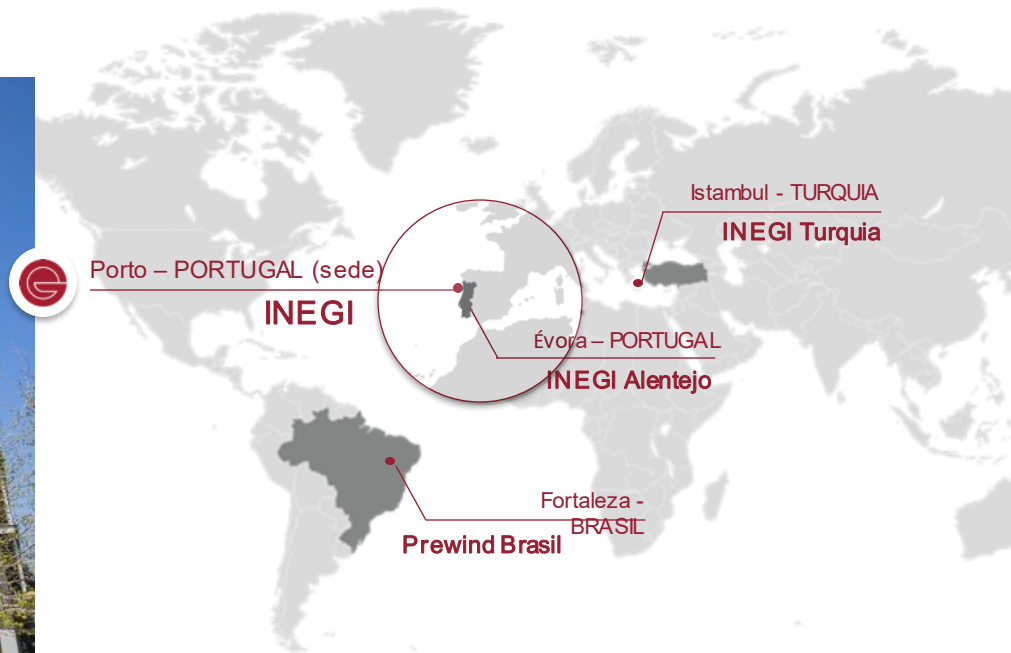 Istambul - TURQUIA
INEGI Turquia
Porto – PORTUGAL (sede)
INEGI
Évora – PORTUGAL
INEGI Alentejo
Fortaleza -
BRASIL
Prewind Brasil